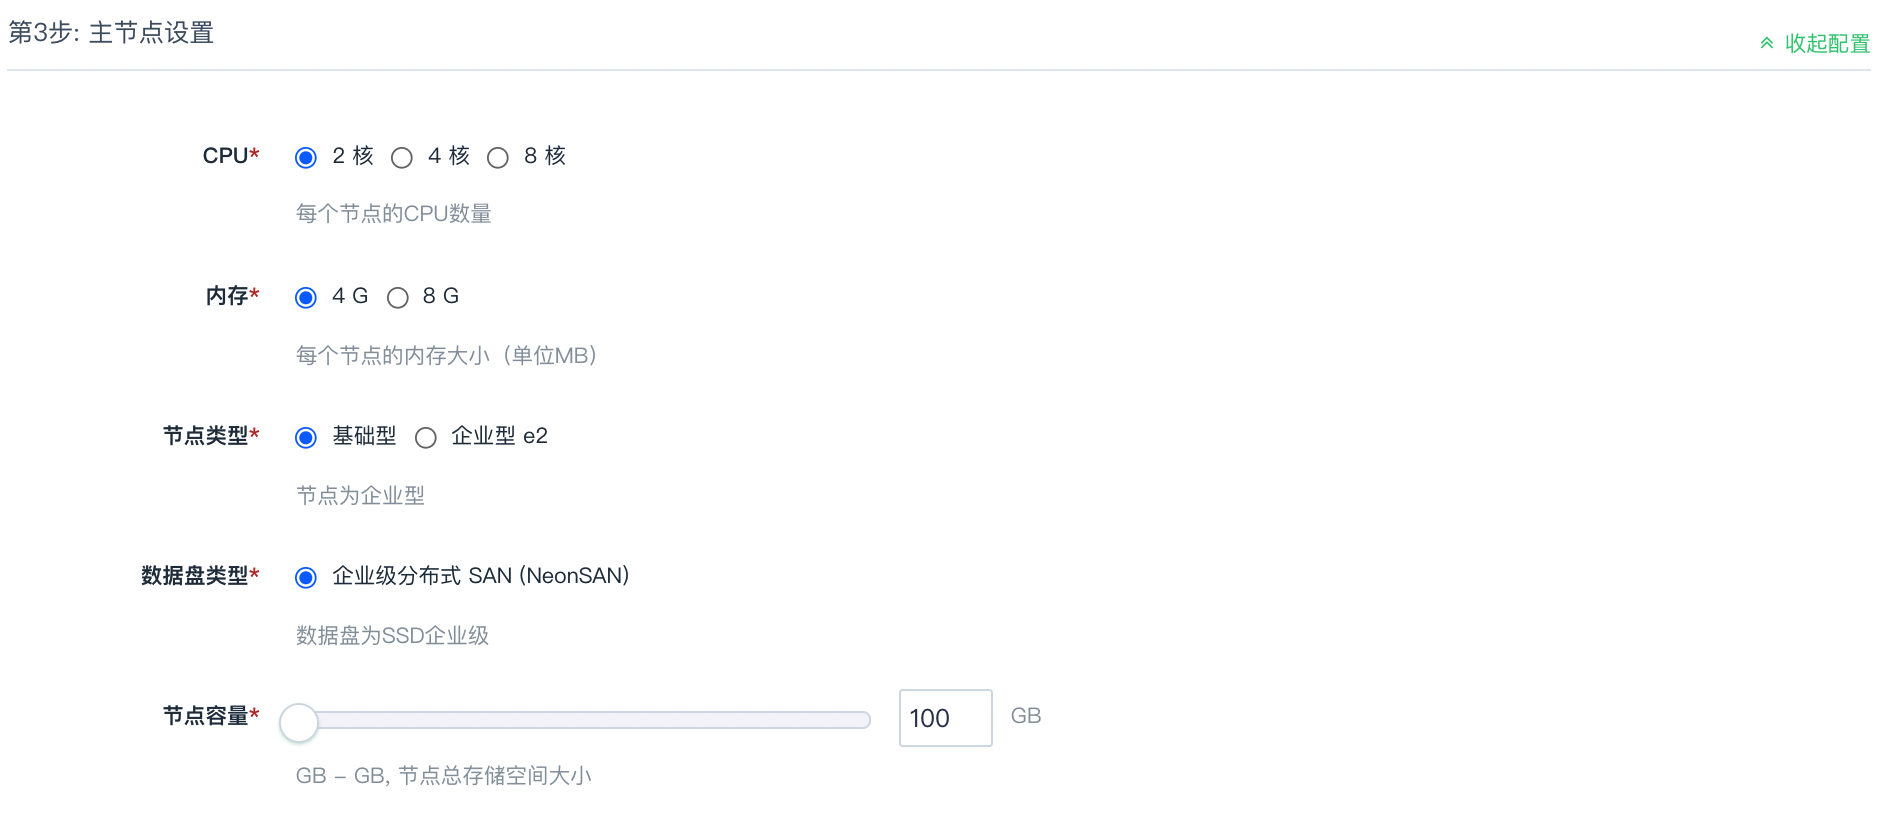 第3步: 主节点设置
收起配置
CPU* 2 核 4 核 8 核
每个节点的CPU数量
内存* 4 G 8 G
每个节点的内存大小（单位MB）
节点类型* 基础型 企业型 e2
节点为企业型
数据盘类型* 企业级分布式 SAN (NeonSAN)
数据盘为SSD企业级
节点容量* 100 GB
GB - GB, 节点总存储空间大小